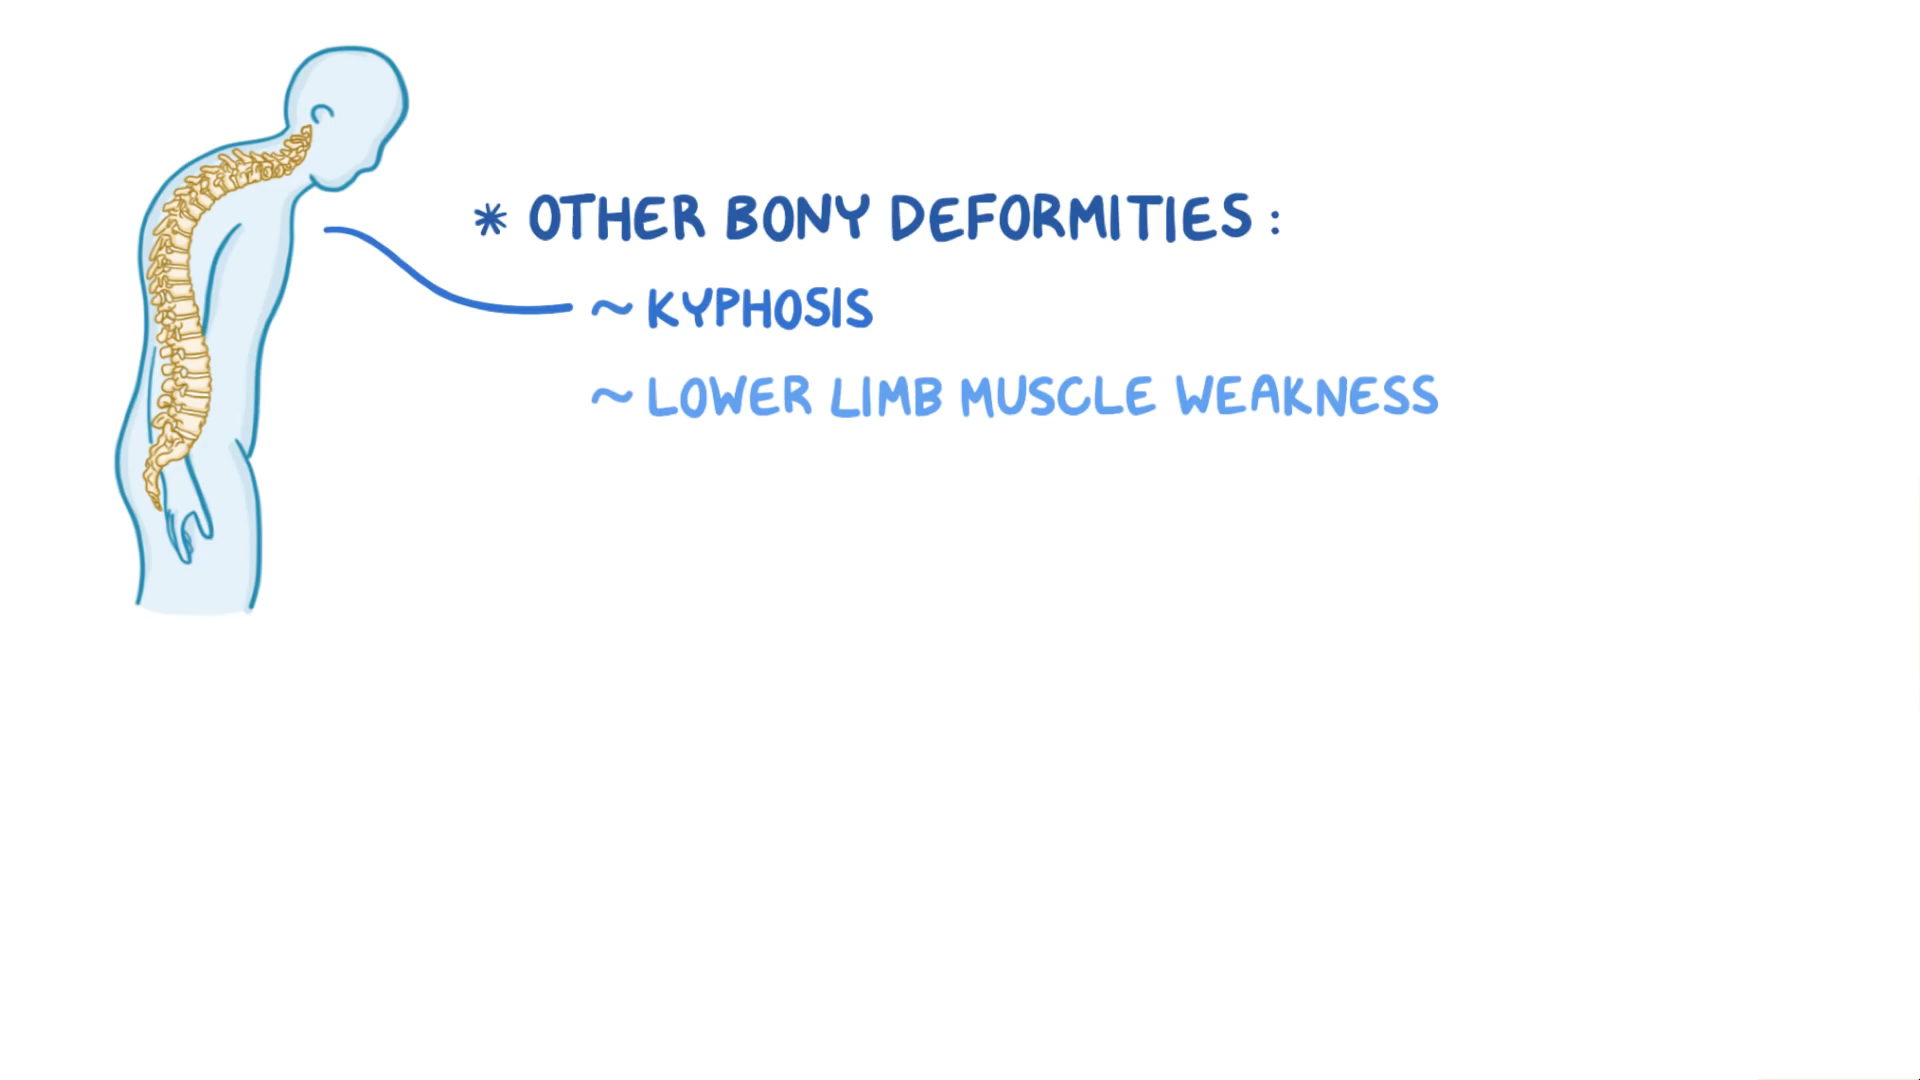 * OTHER BONY DEFORMITIES :
~ KYPHOSIS
~ LOWER LIMB MUSCLE WEAKNESS